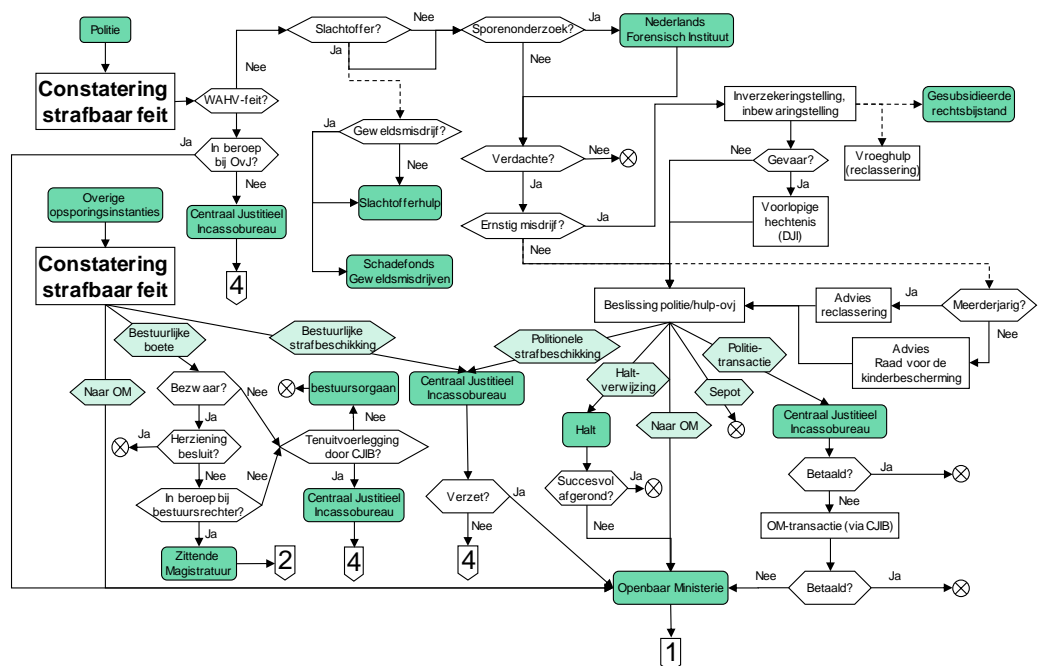 Politie
Constatering
strafbaar feit
WAHV-feit?
Nee
Ja
In beroep
bij OvJ?
Nee
Centraal Justitieel
Incassobureau
4
Slachtoffer?
Nee
Ja
Geweldsmisdrijf?
Ja
Nee
Slachtofferhulp
Schadefonds
Geweldsmisdrijven
Sporenonderzoek?
Ja
Nee
Nederlands
Forensisch Instituut
Verdachte?
Nee
Ja
Ernstig misdrijf?
Ja
Nee
Inverzekeringstelling,
inbewaringstelling
Gesubsidieerde
rechtsbijstand
Vroeghulp
(reclassering)
Nee
Gevaar?
Ja
Voorlopige
hechtenis
(DJI)
Overige
opsporingsinstanties
Constatering
strafbaar feit
Beslissing politie/hulp-ovj
Advies
reclassering
Ja
Meerderjarig?
Nee
Advies
Raad voor de
kinderbescherming
Bestuurlijke
boete
Bestuurlijke
strafbeschikking
Politionele
strafbeschikking
Politie-
transactie
Halt-
verwijzing
Sepot
Naar OM
Naar OM
Bezwaar?
Nee
Ja
Ja
Herziening
besluit?
Nee
Nee
In beroep bij
bestuursrechter?
Ja
Zittende
Magistratuur
2
bestuursorgaan
Nee
Tenuitvoerlegging
door CJIB?
Ja
Centraal Justitieel
Incassobureau
4
Centraal Justitieel
Incassobureau
Verzet?
Ja
Nee
4
Halt
Succesvol
afgerond?
Ja
Nee
Centraal Justitieel
Incassobureau
Betaald?
Ja
Nee
OM-transactie (via CJIB)
Betaald?
Nee
Ja
Openbaar Ministerie
1